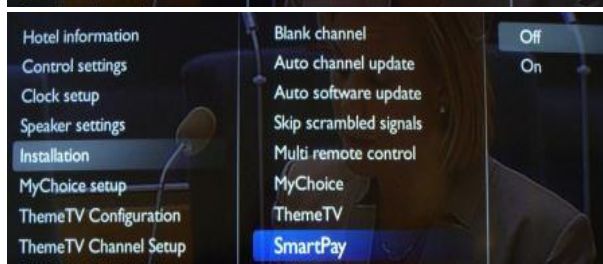 Hotel information
Control settings
Clock setup
Speaker settings
Installation
MyChoice setup
ThemeTV Configuration
ThemeTV Channel Setup
Blank channel
Auto channel update
Auto software update
Skip scrambled signals
Multi remote control
MyChoice
ThemeTV
SmartPay
Off
On